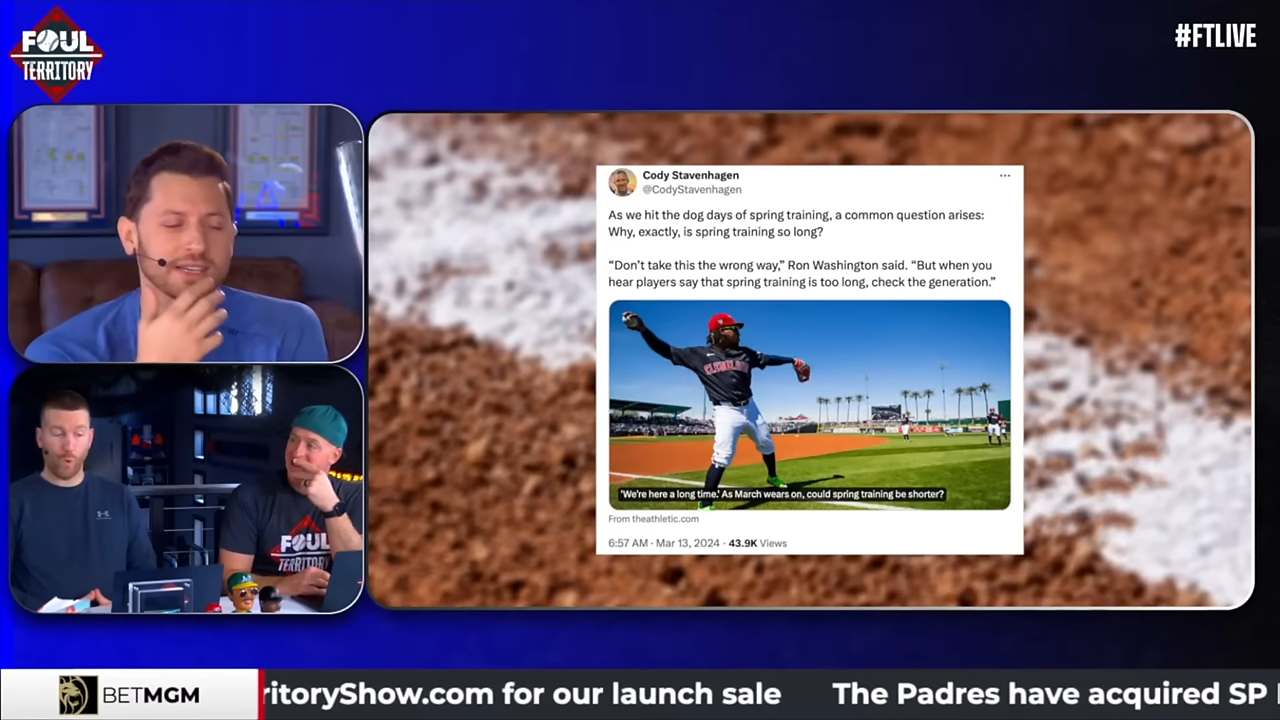 FOUL
TERRITORY
#FTLIVE
Cody Stavenhagen
@CodyStavenhagen
As we hit the dog days of spring training, a common question arises:
Why, exactly, is spring training so long?
“Don’t take this the wrong way,” Ron Washington said. “But when you
hear players say that spring training is too long, check the generation.”
CLEVELAND
'We're here a long time.' As March wears on, could spring training be shorter?
From theathletic.com
6:57 AM · Mar 13, 2024 · 43.9K Views
FOUL
TERRITORY
BETMGM
ritoryShow.com for our launch sale The Padres have acquired SP